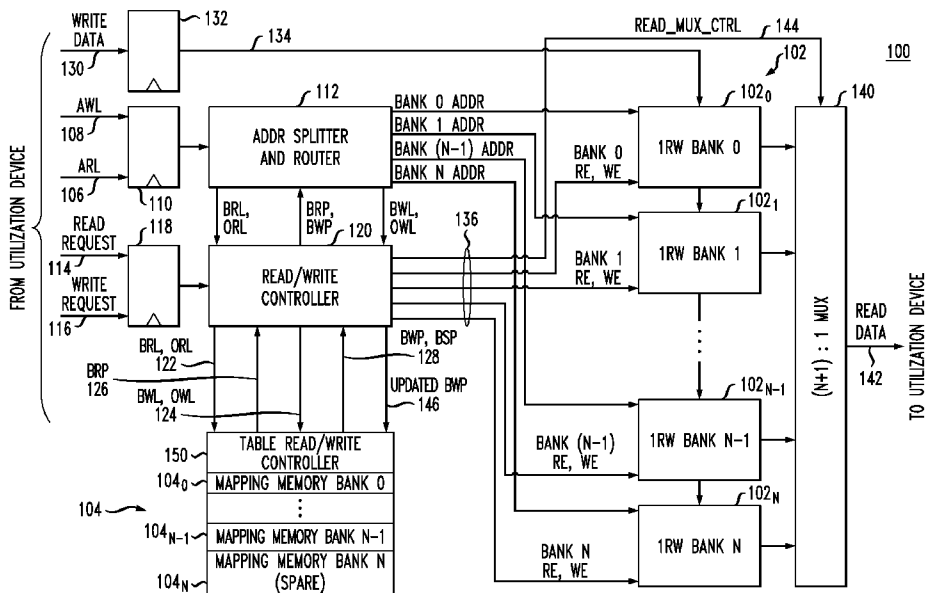 WRITE
DATA
130
132
134
READ_MUX_CTRL
144
102
100
FROM UTILIZATION DEVICE
AWL
108
ARL
106
110
112
ADDR SPLITTER
AND ROUTER
BANK 0 ADDR
BANK 1 ADDR
BANK (N-1) ADDR
BANK N ADDR
BANK 0
RE, WE
102₀
1RW BANK 0
140
118
READ
REQUEST
114
WRITE
REQUEST
116
BRL,
ORL
BRP,
BWP
BWL,
OWL
120
READ/WRITE
CONTROLLER
136
BANK 1
RE, WE
102₁
1RW BANK 1
(N+1) : 1 MUX
READ
DATA
142
TO UTILIZATION DEVICE
BRL, ORL
122
BRP
126
BWL, OWL
124
BWP, BSP
128
UPDATED BWP
146
150
TABLE READ/WRITE
CONTROLLER
104
104₀
MAPPING MEMORY BANK 0
104N-1
MAPPING MEMORY BANK N-1
104N
MAPPING MEMORY BANK N
(SPARE)
BANK (N-1)
RE, WE
102N-1
1RW BANK N-1
BANK N
RE, WE
102N
1RW BANK N